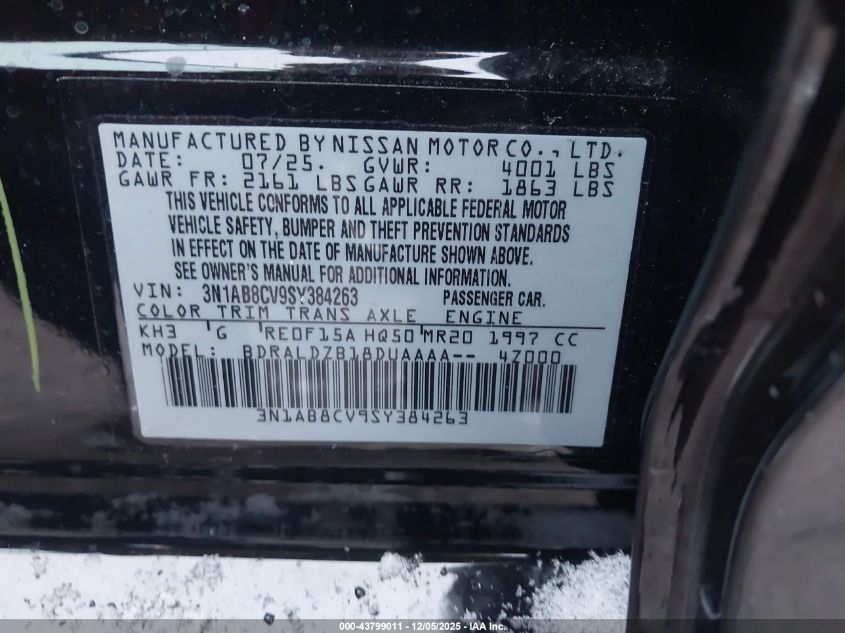 MANUFACTURED BY NISSAN MOTOR CO., LTD.
DATE: 07/25. GVWR: 4001 LBS
GAWR FR: 2161 LBS GAWR RR: 1863 LBS
THIS VEHICLE CONFORMS TO ALL APPLICABLE FEDERAL MOTOR
VEHICLE SAFETY, BUMPER AND THEFT PREVENTION STANDARDS
IN EFFECT ON THE DATE OF MANUFACTURE SHOWN ABOVE.
SEE OWNER'S MANUAL FOR ADDITIONAL INFORMATION.
VIN: 3N1AB8CV9SY384263 PASSENGER CAR.
COLOR TRIM TRANS AXLE ENGINE
KH3 G RE0F15A HQ50 MR20 1997 CC
MODEL: BDRALDZB18DUAAAA-- 4Z000
3N1AB8CV9SY384263
000-43799011 - 12/05/2025 - IAA Inc.